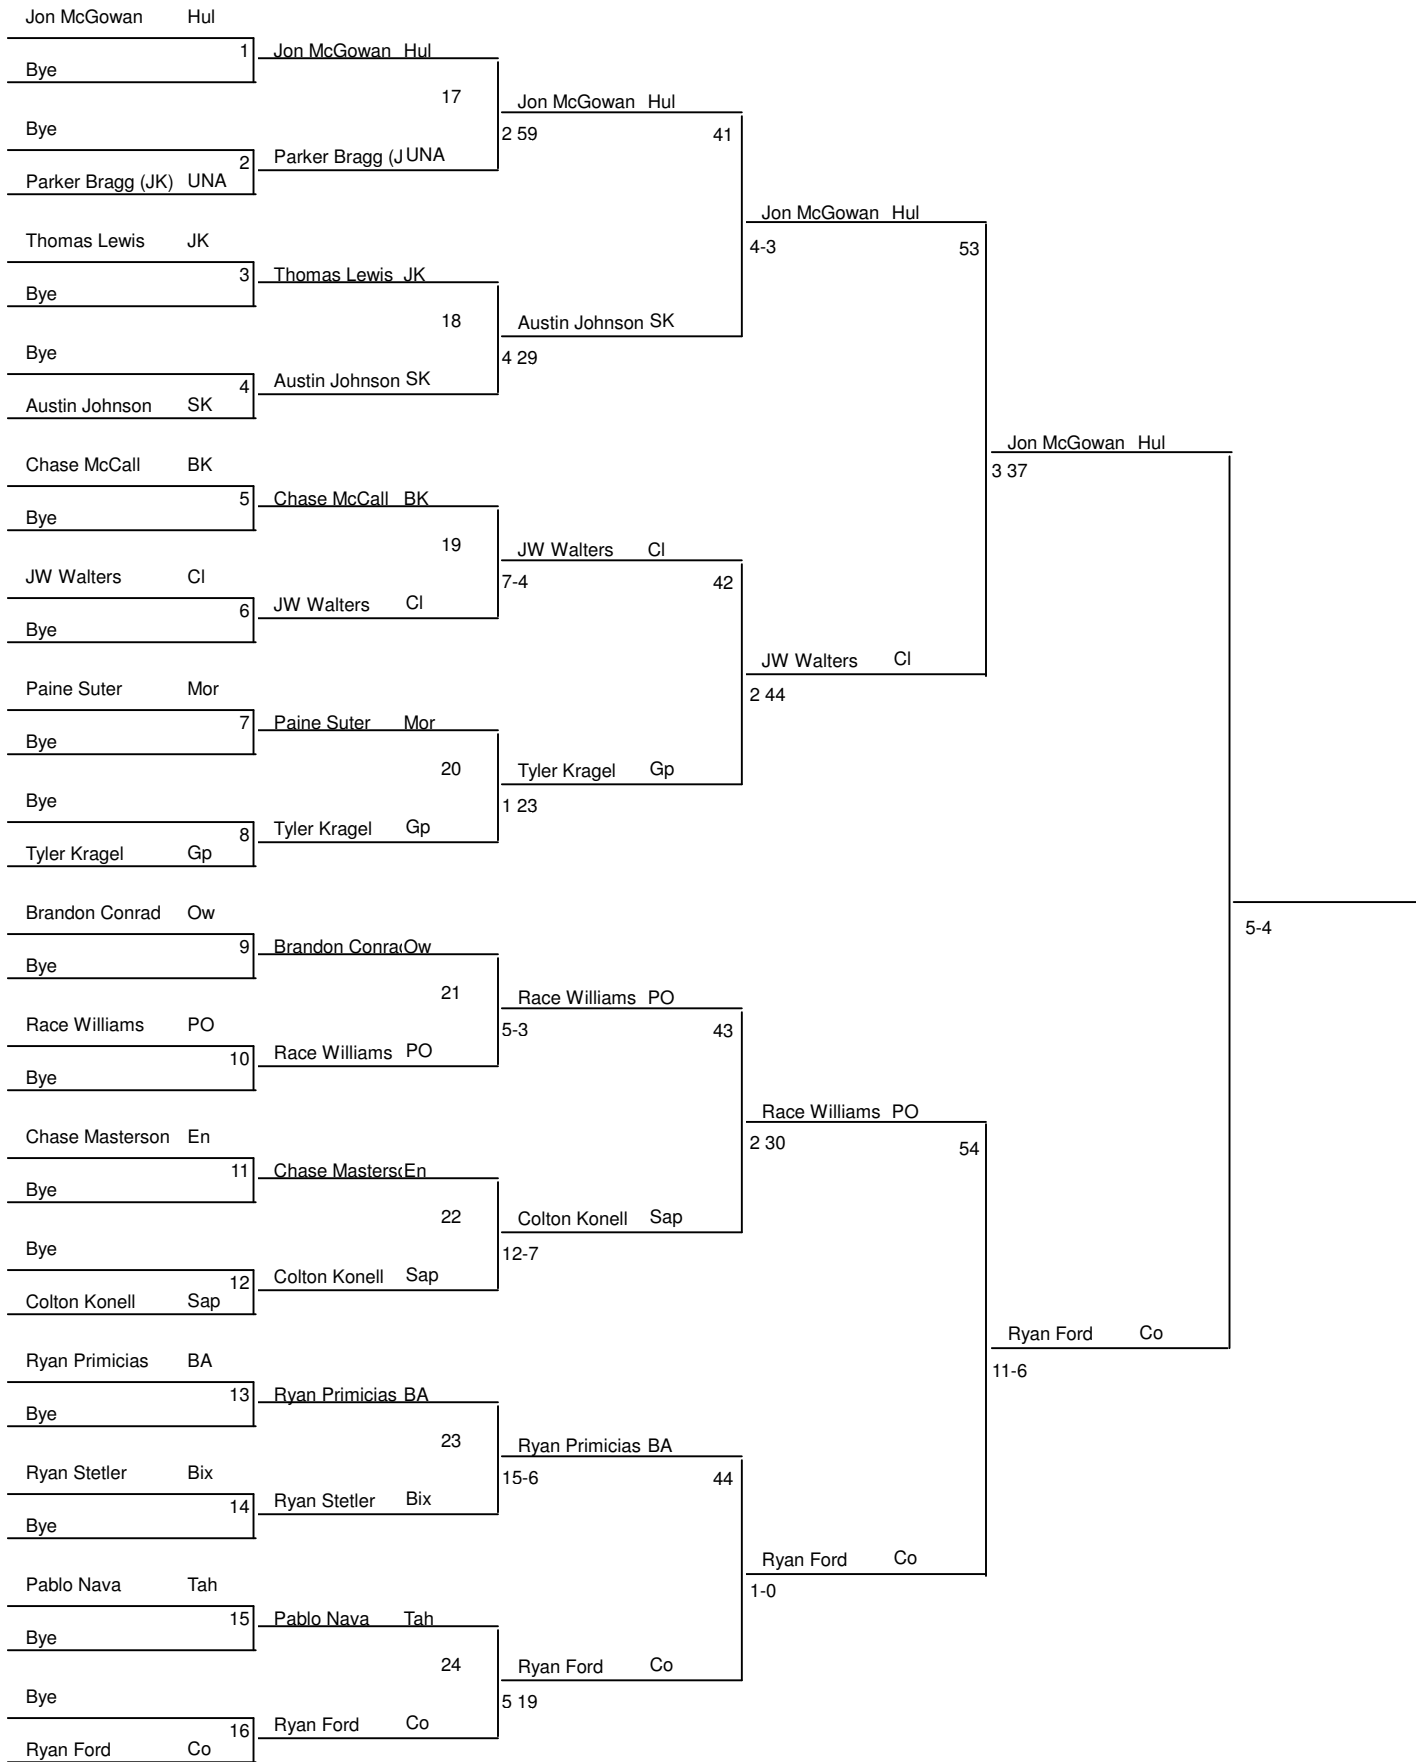 Jon McGowan Hul
1 Jon McGowan Hul
Bye
17 Jon McGowan Hul
Bye
2 59 41
2 Parker Bragg (J UNA
Parker Bragg (JK) UNA
Jon McGowan Hul
Thomas Lewis JK
4-3 53
3 Thomas Lewis JK
Bye
18 Austin Johnson SK
Bye
4 29
4 Austin Johnson SK
Austin Johnson SK
Jon McGowan Hul
Chase McCall BK
3 37
5 Chase McCall BK
Bye
19 JW Walters Cl
JW Walters Cl
7-4 42
6 JW Walters Cl
Bye
JW Walters Cl
Paine Suter Mor
2 44
7 Paine Suter Mor
Bye
20 Tyler Kragel Gp
Bye
1 23
8 Tyler Kragel Gp
Tyler Kragel Gp
Brandon Conrad Ow
5-4
9 Brandon Conra Ow
Bye
21 Race Williams PO
Race Williams PO
5-3 43
10 Race Williams PO
Bye
Race Williams PO
Chase Masterson En
2 30 54
11 Chase Masters En
Bye
22 Colton Konell Sap
Bye
12-7
12 Colton Konell Sap
Colton Konell Sap
Ryan Ford Co
Ryan Primicias BA
11-6
13 Ryan Primicias BA
Bye
23 Ryan Primicias BA
Ryan Stetler Bix
15-6 44
14 Ryan Stetler Bix
Bye
Ryan Ford Co
Pablo Nava Tah
1-0
15 Pablo Nava Tah
Bye
24 Ryan Ford Co
Bye
5 19
16 Ryan Ford Co
Ryan Ford Co